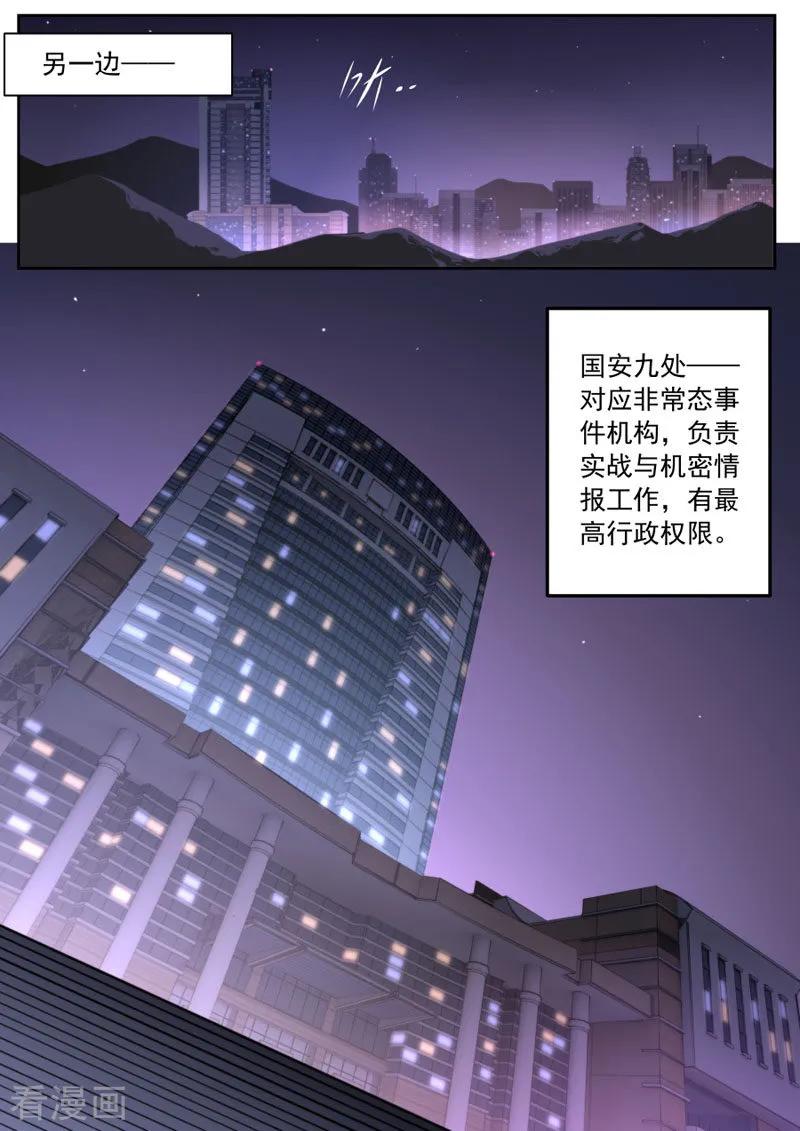 另一边——
国安九处——
对应非常态事
件机构，负责
实战与机密情
报工作，有最
高行政权限。
看漫画